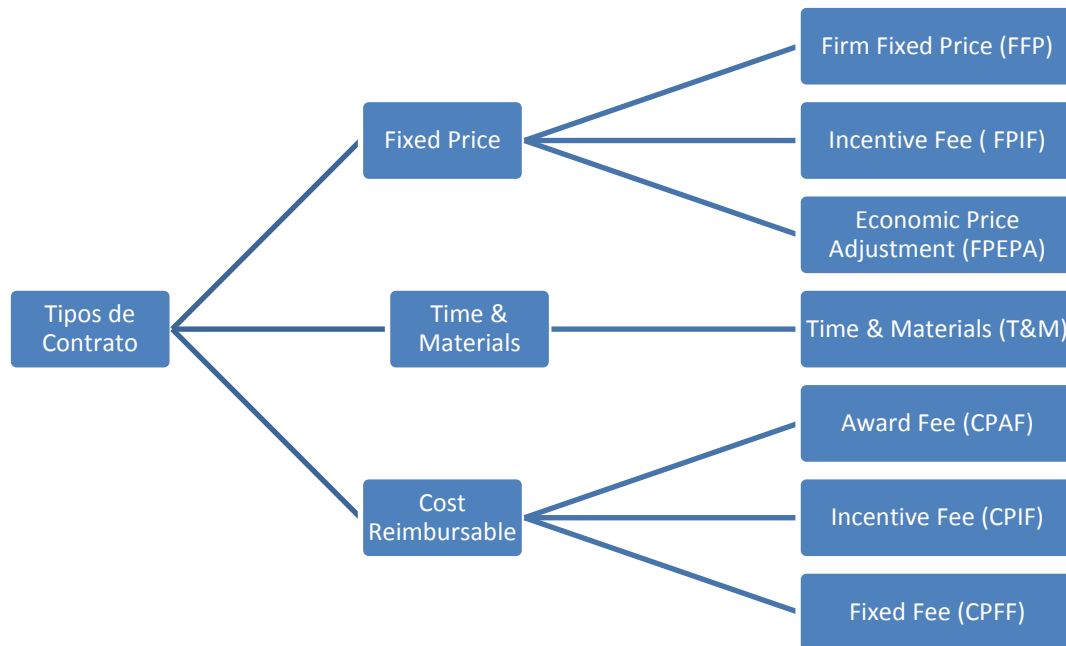 Tipos de
Contrato
Fixed Price
Firm Fixed Price (FFP)
Incentive Fee ( FPIF)
Economic Price
Adjustment (FPEPA)
Time &
Materials
Time & Materials (T&M)
Cost
Reimbursable
Award Fee (CPAF)
Incentive Fee (CPIF)
Fixed Fee (CPFF)